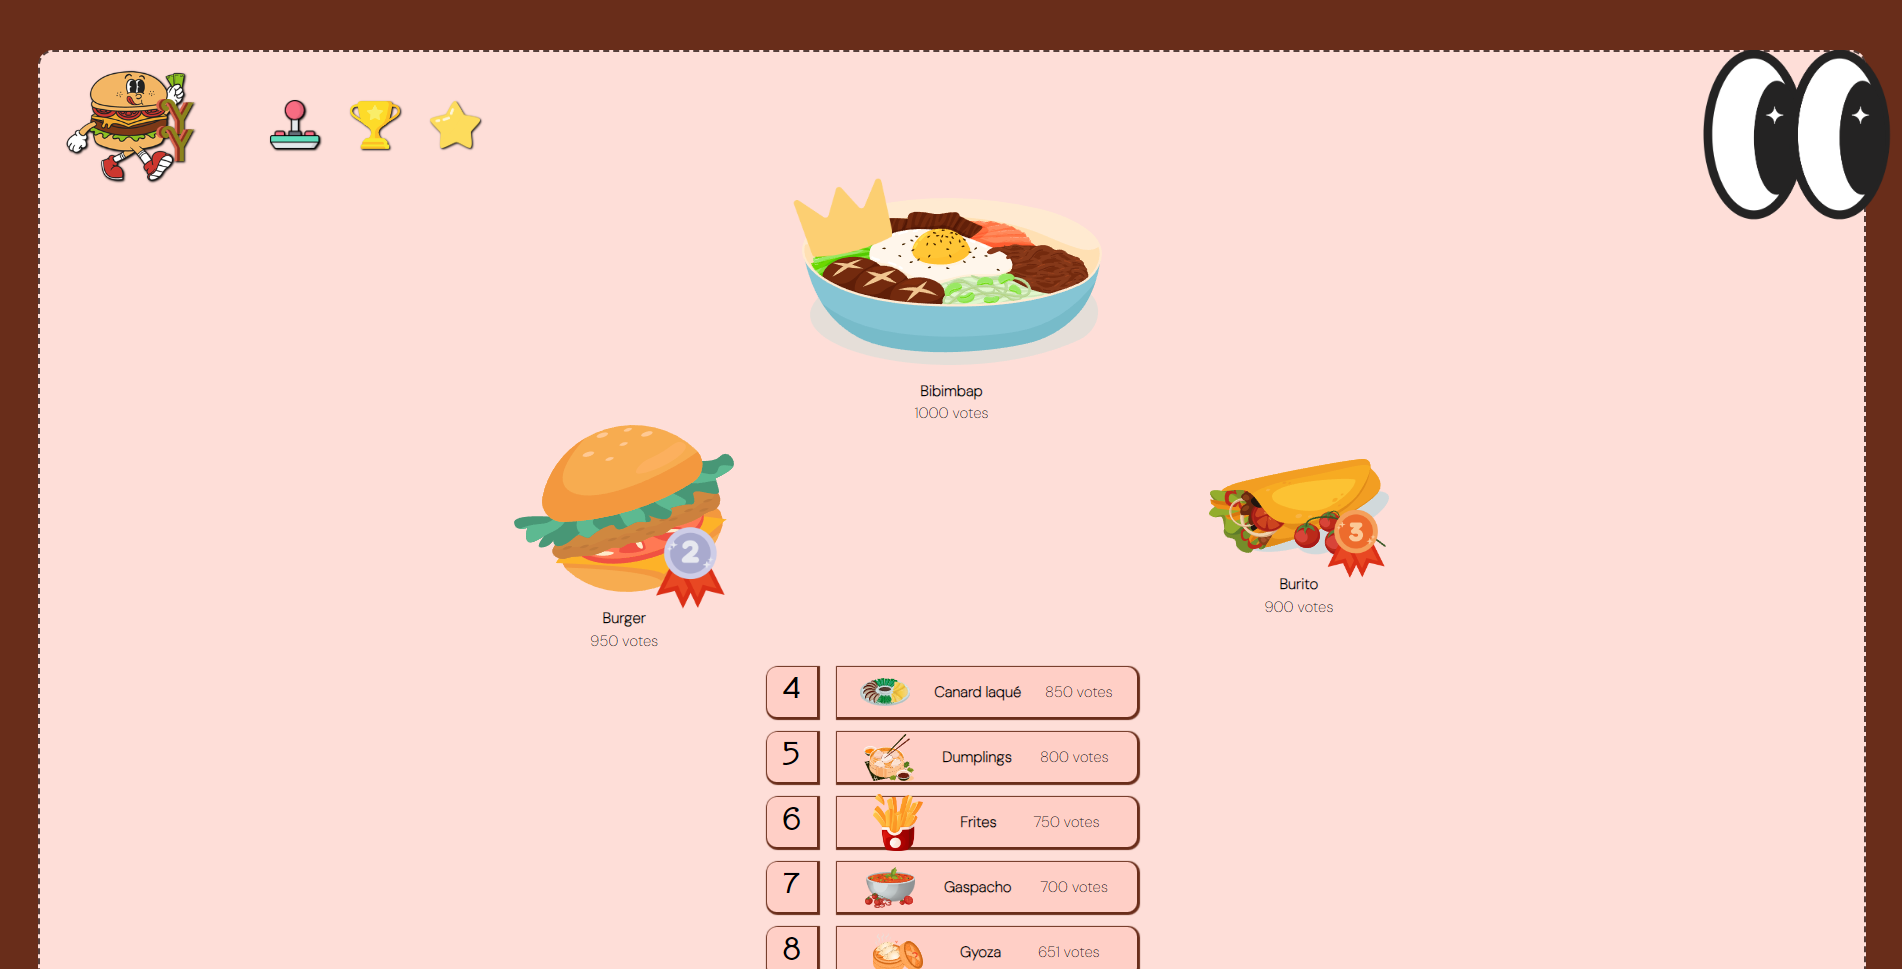 Bibimbap
1000 votes
2
Burger
950 votes
3
Burito
900 votes
4 Canard laqué 850 votes
5 Dumplings 800 votes
6 Frites 750 votes
7 Gaspacho 700 votes
8 Gyoza 651 votes